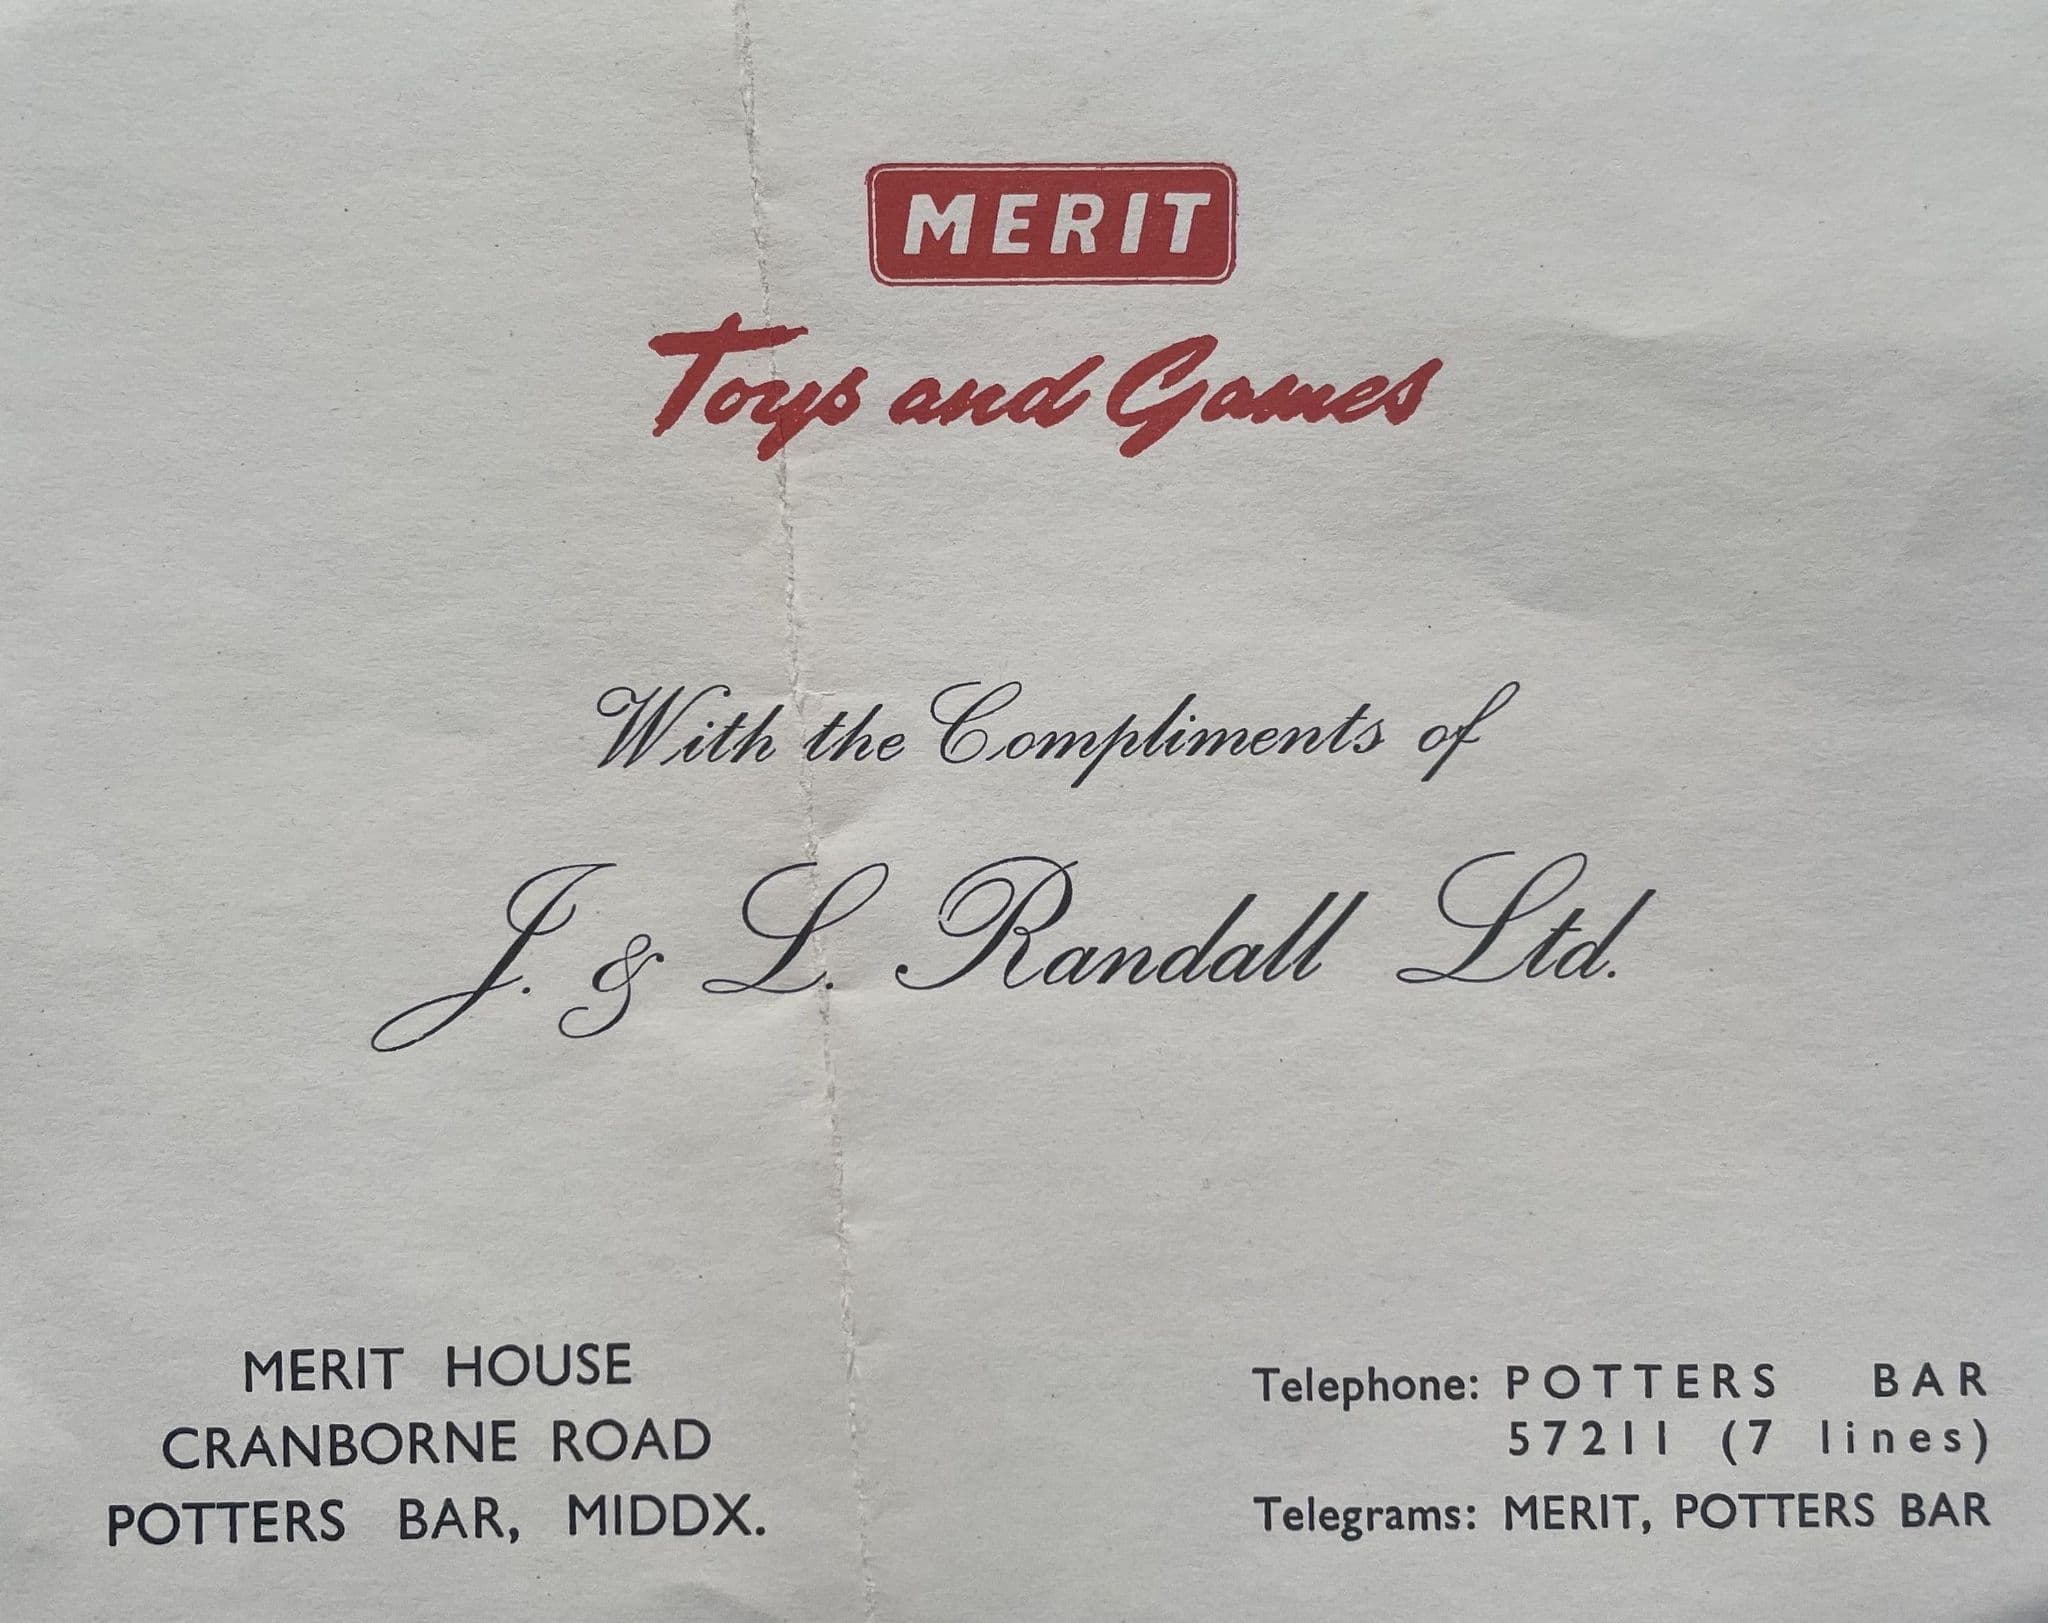 MERIT
Toys and Games
With the Compliments of
J. & L. Randall Ltd.
MERIT HOUSE
CRANBORNE ROAD
POTTERS BAR, MIDDX.
Telephone: POTTERS BAR
57211 (7 lines)
Telegrams: MERIT, POTTERS BAR